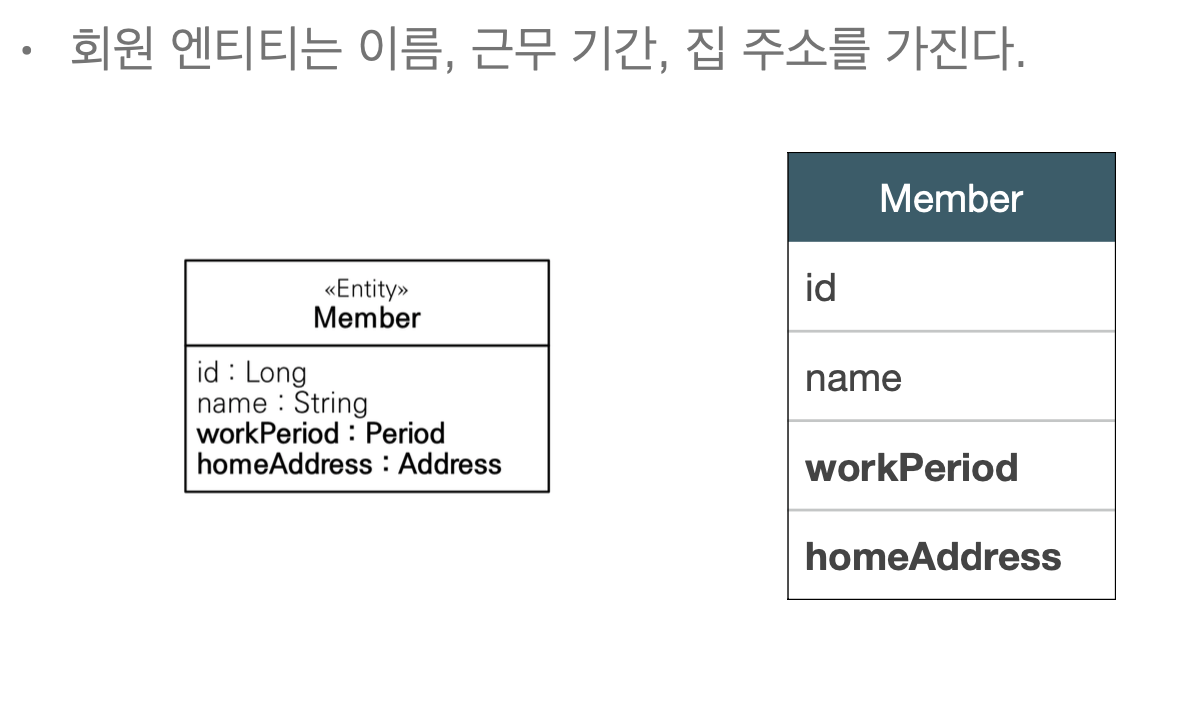 • 회원 엔티티는 이름, 근무 기간, 집 주소를 가진다.
«Entity»
Member
id : Long
name : String
workPeriod : Period
homeAddress : Address
Member
id
name
workPeriod
homeAddress